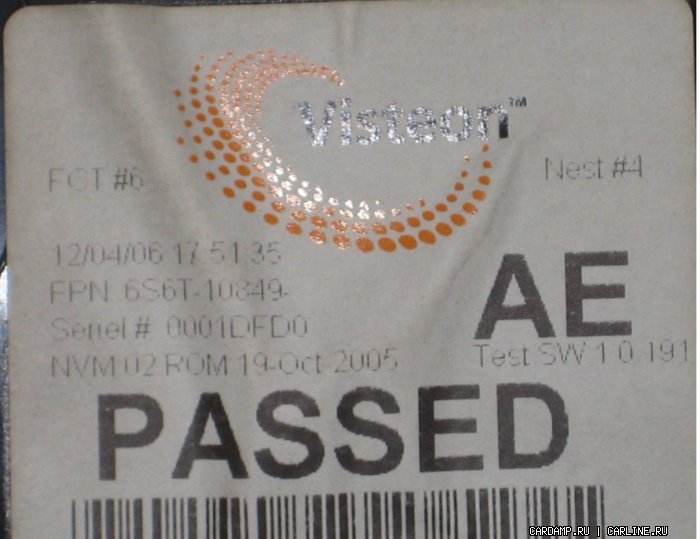 Visteon™
FCT #6 Nest #4
12/04/06 17:51:35
FPN: 6S6T-10849-
AE
Seriel # 0001DFD0
NVM:02 ROM 19-Oct-2005 Test SW 1.0.191
PASSED
CARDAMP.RU | CARLINE.RU